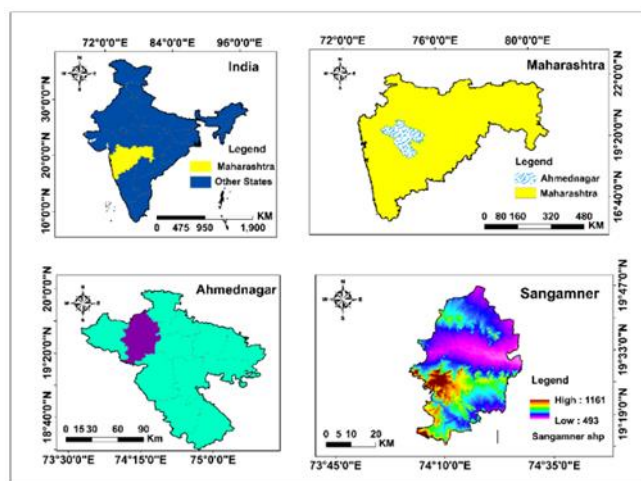 72°0'0"E 84°0'0"E 96°0'0"E
India
30°0'0"N
20°0'0"N
10°0'0"N
Legend
Maharashtra
Other States
KM
0 475 950 1,900
72°0'0"E 76°0'0"E 80°0'0"E
Maharashtra
22°0'0"N
19°20'0"N
16°40'0"N
Legend
Ahmednagar
Maharashtra
KM
0 80 160 320 480
Ahmednagar
20°0'0"N
19°20'0"N
18°40'0"N
0 15 30 60 90
Km
73°30'0"E 74°15'0"E 75°0'0"E
Sangamner
19°47'0"N
19°33'0"N
19°19'0"N
Legend
High : 1161
Low : 493
Sangamner shp
0 5 10 20
KM
73°45'0"E 74°10'0"E 74°35'0"E